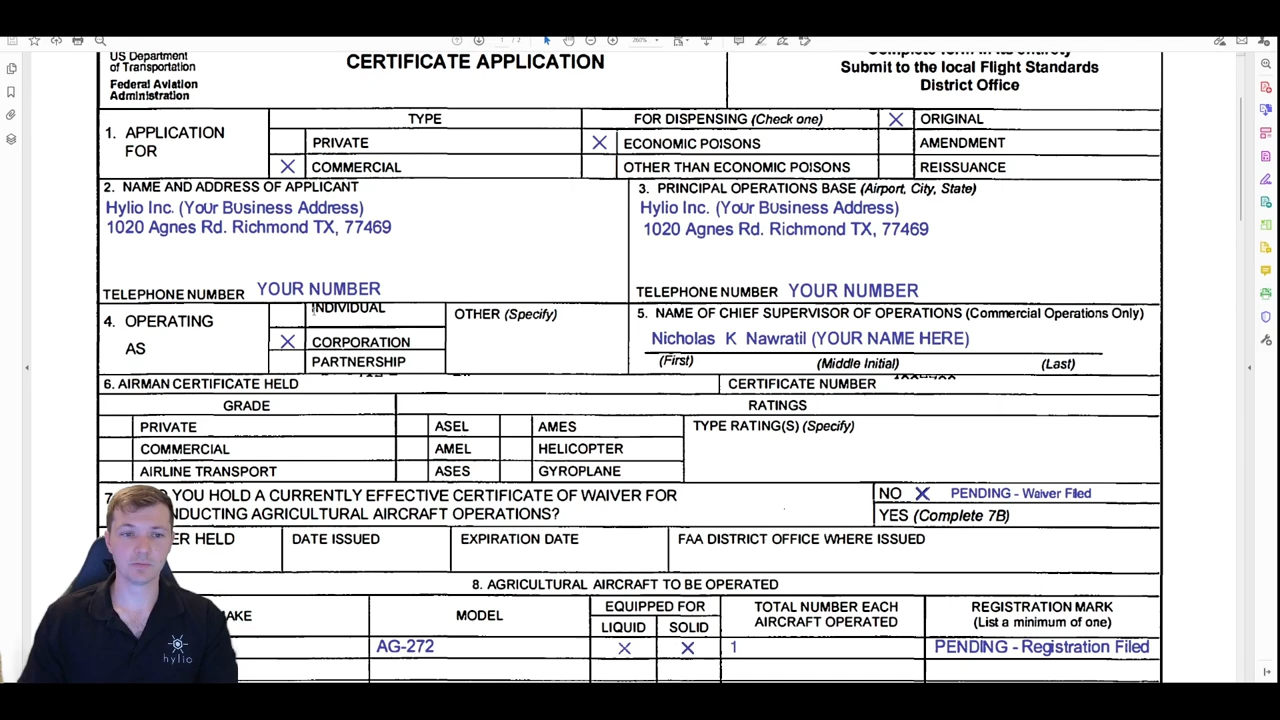 1 / 2
260%
US Department
of Transportation
Federal Aviation
Administration
CERTIFICATE APPLICATION
Complete form in its entirety
Submit to the local Flight Standards
District Office
1. APPLICATION
FOR
TYPE
PRIVATE
X COMMERCIAL
FOR DISPENSING (Check one)
X ECONOMIC POISONS
OTHER THAN ECONOMIC POISONS
X ORIGINAL
AMENDMENT
REISSUANCE
2. NAME AND ADDRESS OF APPLICANT
Hylio Inc. (Your Business Address)
1020 Agnes Rd. Richmond TX, 77469
TELEPHONE NUMBER YOUR NUMBER
3. PRINCIPAL OPERATIONS BASE (Airport, City, State)
Hylio Inc. (Your Business Address)
1020 Agnes Rd. Richmond TX, 77469
TELEPHONE NUMBER YOUR NUMBER
4. OPERATING
AS
INDIVIDUAL
X CORPORATION
PARTNERSHIP
OTHER (Specify)
5. NAME OF CHIEF SUPERVISOR OF OPERATIONS (Commercial Operations Only)
Nicholas K Nawratil (YOUR NAME HERE)
(First) (Middle Initial) (Last)
6. AIRMAN CERTIFICATE HELD
CERTIFICATE NUMBER
GRADE
RATINGS
PRIVATE
COMMERCIAL
AIRLINE TRANSPORT
ASEL
AMEL
ASES
AMES
HELICOPTER
GYROPLANE
TYPE RATING(S) (Specify)
YOU HOLD A CURRENTLY EFFECTIVE CERTIFICATE OF WAIVER FOR
AGRICULTURAL AIRCRAFT OPERATIONS?
NO X PENDING - Waiver Filed
YES (Complete 7B)
HELD
DATE ISSUED
EXPIRATION DATE
FAA DISTRICT OFFICE WHERE ISSUED
8. AGRICULTURAL AIRCRAFT TO BE OPERATED
MODEL
EQUIPPED FOR
LIQUID
SOLID
TOTAL NUMBER EACH
AIRCRAFT OPERATED
REGISTRATION MARK
(List a minimum of one)
AG-272
X
X
1
PENDING - Registration Filed
hylio